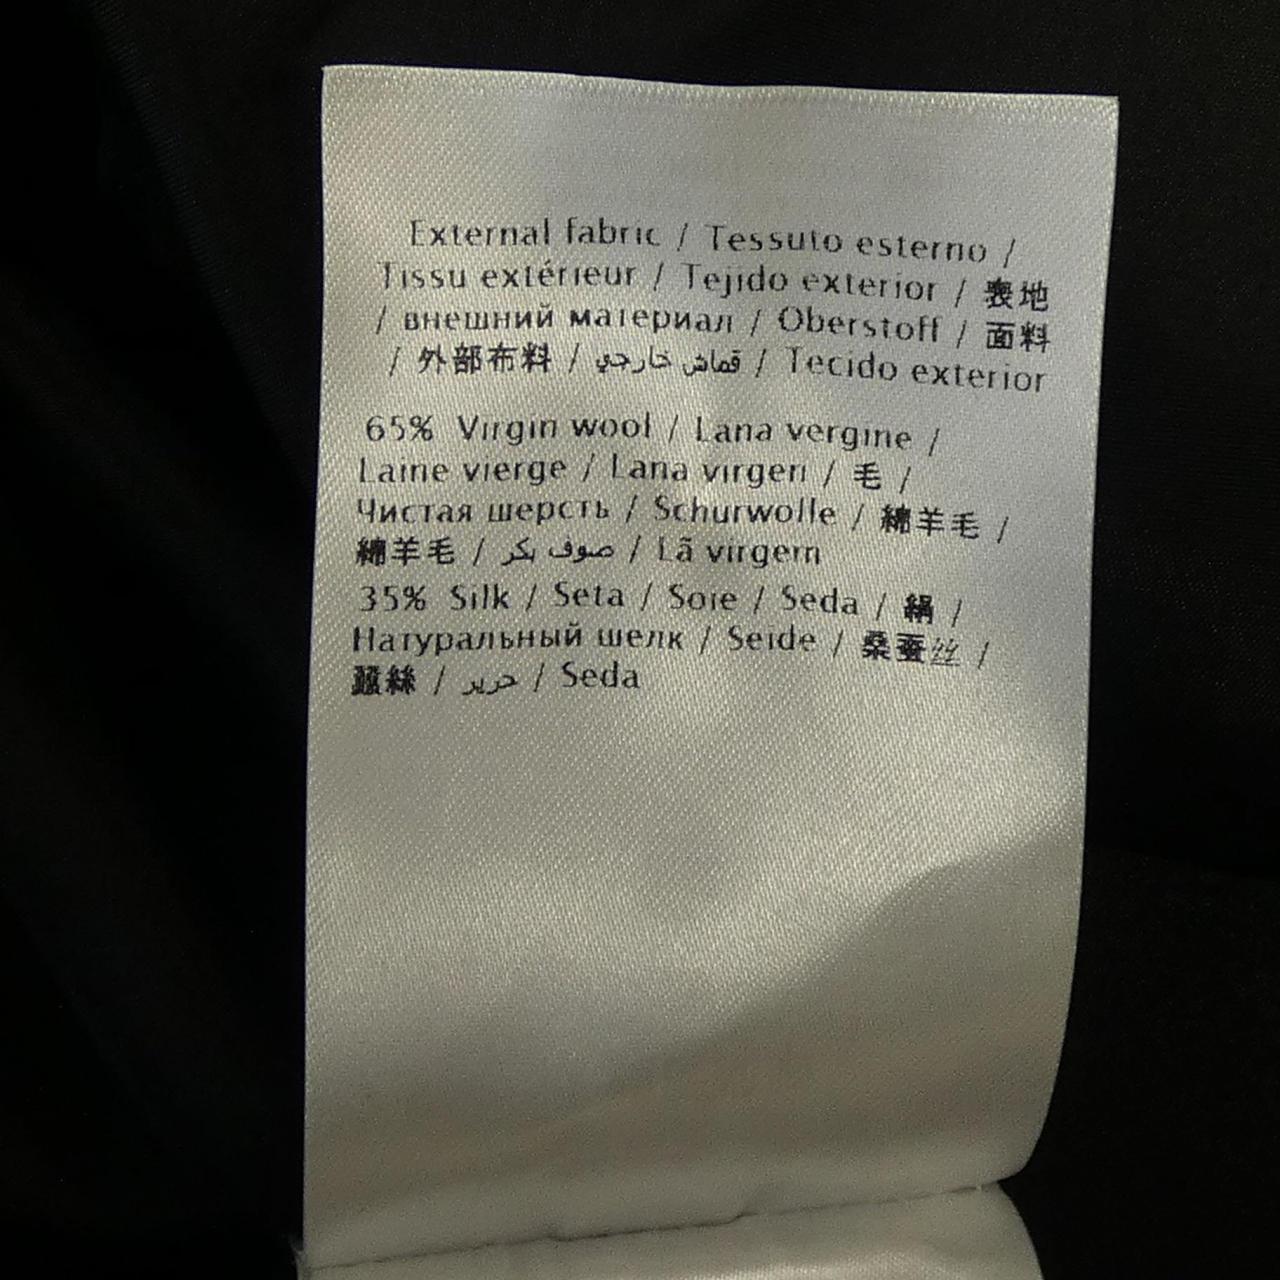 External fabric / Tessuto esterno /
Tissu extérieur / Tejido exterior / 表地
/ внешний материал / Oberstoff / 面料
/ 外部布料 / قماش خارجي / Tecido exterior
65% Virgin wool / Lana vergine /
Laine vierge / Lana virgen / 毛 /
Чистая шерсть / Schurwolle / 綿羊毛 /
綿羊毛 / صوف بكر / Lã virgem
35% Silk / Seta / Soie / Seda / 絹 /
Натуральный шелк / Seide / 桑蚕丝 /
蠶絲 / حرير / Seda